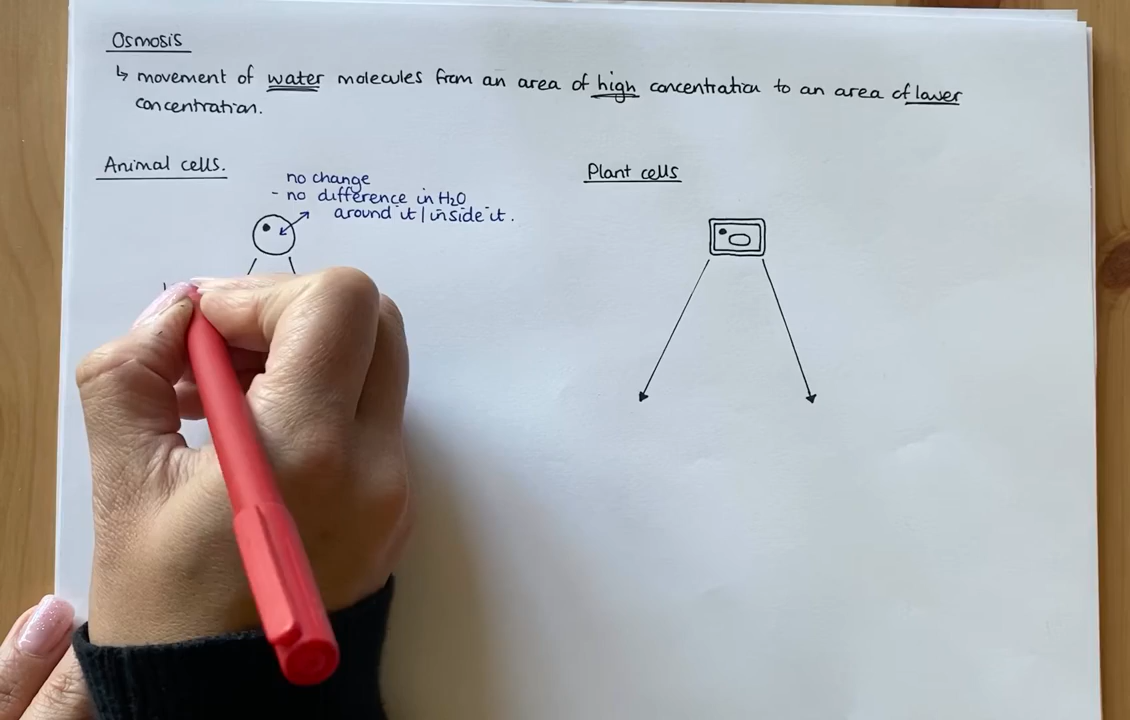 Osmosis
↳ movement of water molecules from an area of high concentration to an area of lower
concentration.
Animal cells.
no change
- no difference in H₂O
around it / inside it.
Plant cells